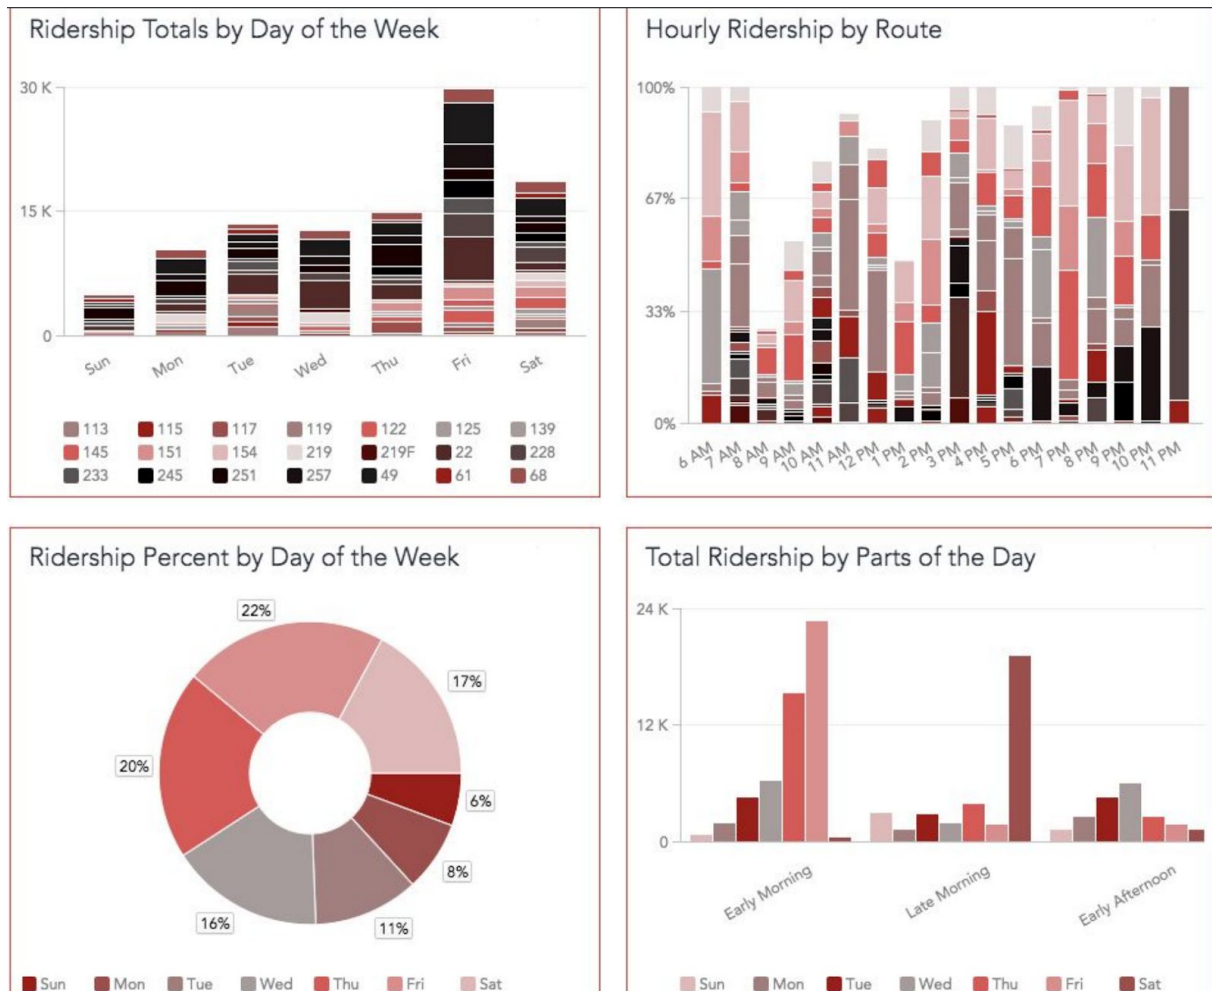 Ridership Totals by Day of the Week
30 K
15 K
0
Sun Mon Tue Wed Thu Fri Sat
113 115 117 119 122 125 139
145 151 154 219 219F 22 228
233 245 251 257 49 61 68
Hourly Ridership by Route
100%
67%
33%
0%
6 AM 7 AM 8 AM 9 AM 10 AM 11 AM 12 PM 1 PM 2 PM 3 PM 4 PM 5 PM 6 PM 7 PM 8 PM 9 PM 10 PM 11 PM
Ridership Percent by Day of the Week
22%
17%
20%
6%
8%
16%
11%
Sun Mon Tue Wed Thu Fri Sat
Total Ridership by Parts of the Day
24 K
12 K
0
Early Morning Late Morning Early Afternoon
Sun Mon Tue Wed Thu Fri Sat